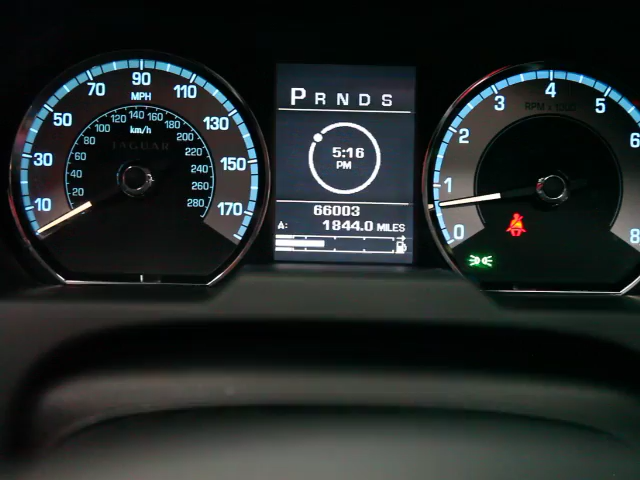 10 30 50 70 90 110 130 150 170
MPH
20 40 60 80 100 120 140 160 180 200 220 240 260 280
km/h
JAGUAR
P R N D S
5:16
PM
66003
A: 1844.0 MILES
0 1 2 3 4 5 6 8
RPM x 1000